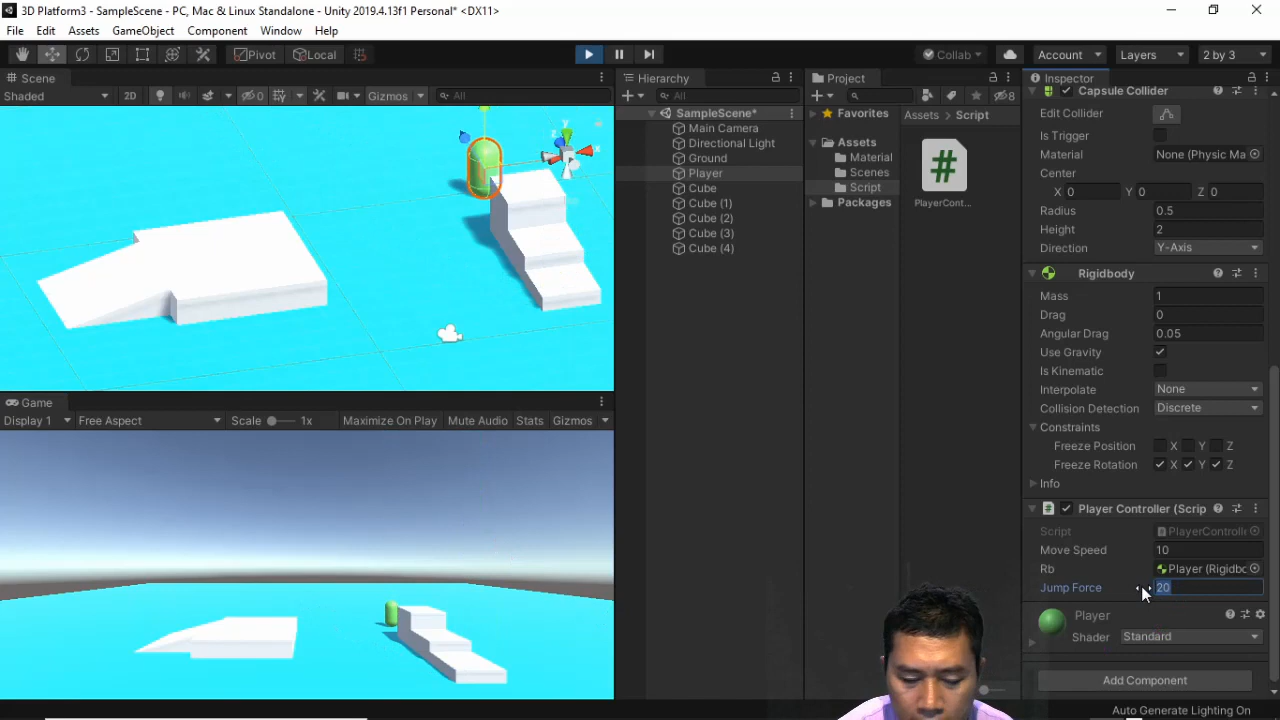 3D Platform3 - SampleScene - PC, Mac & Linux Standalone - Unity 2019.4.13f1 Personal* <DX11>
File Edit Assets GameObject Component Window Help
Pivot Local Collab Account Layers 2 by 3
Scene
Shaded 2D 0 Gizmos All
Hierarchy
All
SampleScene*
Main Camera
Directional Light
Ground
Player
Cube
Cube (1)
Cube (2)
Cube (3)
Cube (4)
Project
8
Favorites
Assets
Material
Scenes
Script
Packages
Assets > Script
PlayerCont...
Game
Display 1 Free Aspect Scale 1x Maximize On Play Mute Audio Stats Gizmos
Inspector
Capsule Collider
Edit Collider
Is Trigger
Material None (Physic Ma
Center
X 0 Y 0 Z 0
Radius 0.5
Height 2
Direction Y-Axis
Rigidbody
Mass 1
Drag 0
Angular Drag 0.05
Use Gravity
Is Kinematic
Interpolate None
Collision Detection Discrete
Constraints
Freeze Position X Y Z
Freeze Rotation X Y Z
Info
Player Controller (Scrip
Script PlayerControlle
Move Speed 10
Rb Player (Rigidbo
Jump Force 20
Player
Shader Standard
Add Component
Auto Generate Lighting On